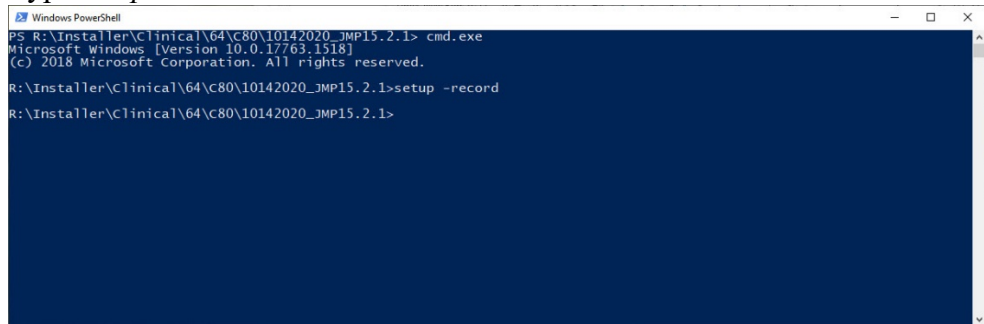 Windows PowerShell
PS R:\Installer\Clinical\64\C80\10142020_JMP15.2.1> cmd.exe
Microsoft Windows [Version 10.0.17763.1518]
(c) 2018 Microsoft Corporation. All rights reserved.
R:\Installer\Clinical\64\C80\10142020_JMP15.2.1>setup -record
R:\Installer\Clinical\64\C80\10142020_JMP15.2.1>